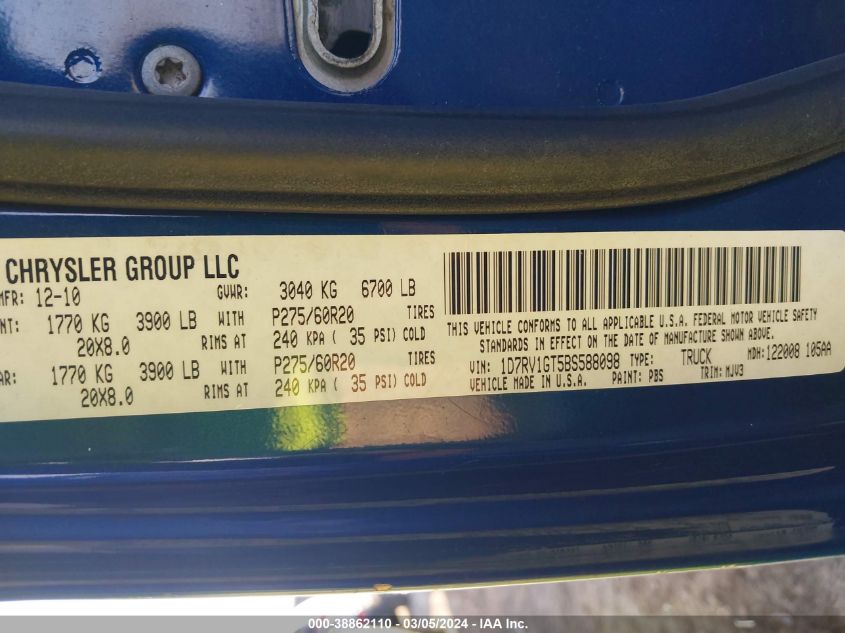 CHRYSLER GROUP LLC
MFR: 12-10 GVWR: 3040 KG 6700 LB
NT: 1770 KG 3900 LB WITH P275/60R20 TIRES
20X8.0 RIMS AT 240 KPA ( 35 PSI) COLD
AR: 1770 KG 3900 LB WITH P275/60R20 TIRES
20X8.0 RIMS AT 240 KPA ( 35 PSI) COLD
THIS VEHICLE CONFORMS TO ALL APPLICABLE U.S.A. FEDERAL MOTOR VEHICLE SAFETY
STANDARDS IN EFFECT ON THE DATE OF MANUFACTURE SHOWN ABOVE.
VIN: 1D7RV1GT5BS588098 TYPE: TRUCK MDH: 122008 105AA
VEHICLE MADE IN U.S.A. PAINT: PBS TRIM: MJV3
000-38862110 - 03/05/2024 - IAAI.COM